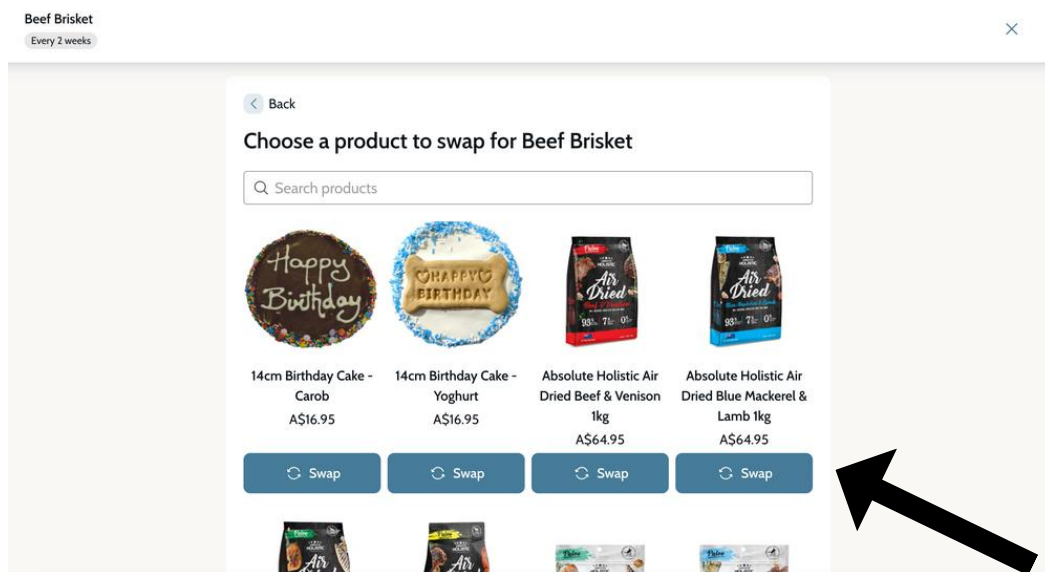 Beef Brisket
Every 2 weeks
Back
Choose a product to swap for Beef Brisket
Search products
Happy
Birthday
HAPPY
BIRTHDAY
Air
Dried
93%
Air
Dried
93%
14cm Birthday Cake -
Carob
A$16.95
14cm Birthday Cake -
Yoghurt
A$16.95
Absolute Holistic Air
Dried Beef & Venison
1kg
A$64.95
Absolute Holistic Air
Dried Blue Mackerel &
Lamb 1kg
A$64.95
Swap
Swap
Swap
Swap
Air
Air